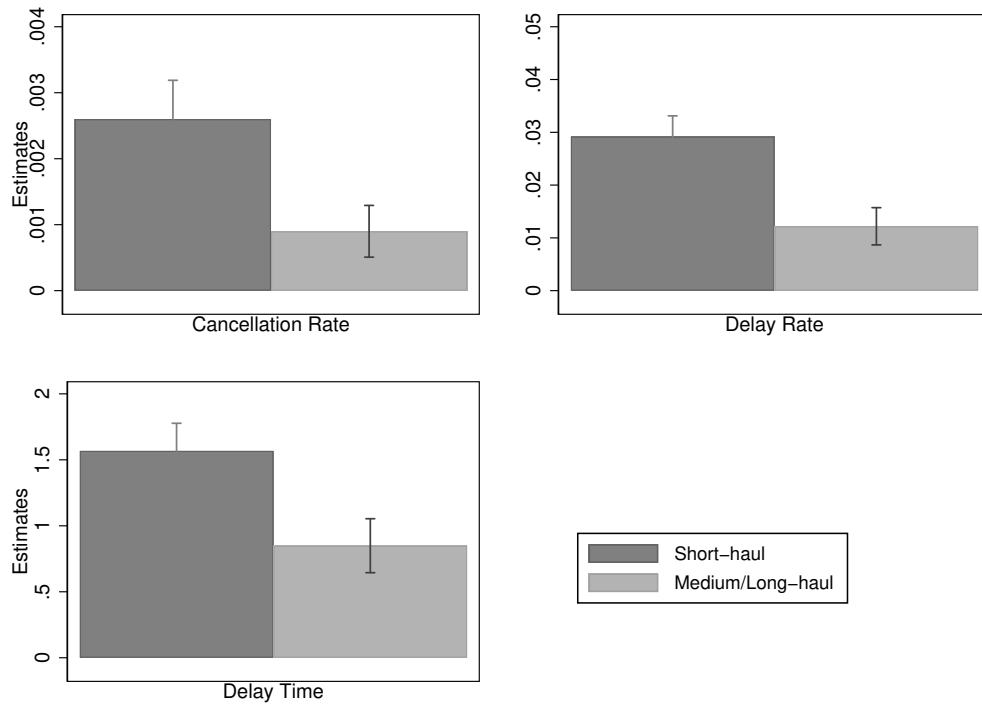 Estimates
.004
.003
.002
.001
0
Cancellation Rate
.05
.04
.03
.02
.01
0
Delay Rate
Estimates
2
1.5
1
.5
0
Delay Time
Short-haul
Medium/Long-haul